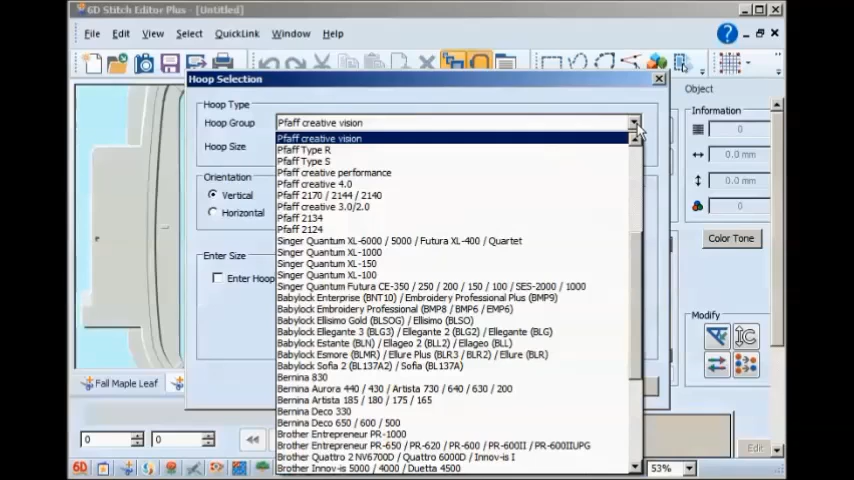 6D Stitch Editor Plus - [Untitled]
File Edit View Select QuickLink Window Help
Hoop Selection
Object
Hoop Type
Hoop Group Pfaff creative vision
Hoop Size
Orientation
Vertical
Horizontal
Enter Size
Enter Hoop
Pfaff creative vision
Pfaff Type R
Pfaff Type S
Pfaff creative performance
Pfaff creative 4.0
Pfaff 2170 / 2144 / 2140
Pfaff creative 3.0/2.0
Pfaff 2134
Pfaff 2124
Singer Quantum XL-6000 / 5000 / Futura XL-400 / Quartet
Singer Quantum XL-1000
Singer Quantum XL-150
Singer Quantum XL-100
Singer Quantum Futura CE-350 / 250 / 200 / 150 / 100 / SES-2000 / 1000
Babylock Enterprise (BNT10) / Embroidery Professional Plus (BMP9)
Babylock Embroidery Professional (BMP8 / BMP6 / EMP6)
Babylock Ellisimo Gold (BLSOG) / Ellisimo (BLSO)
Babylock Ellegante 3 (BLG3) / Ellegante 2 (BLG2) / Ellegante (BLG)
Babylock Estante (BLN) / Ellageo 2 (BLL2) / Ellageo (BLL)
Babylock Esmore (BLMR) / Ellure Plus (BLR3 / BLR2) / Ellure (BLR)
Babylock Sofia 2 (BL137A2) / Sofia (BL137A)
Bernina 830
Bernina Aurora 440 / 430 / Artista 730 / 640 / 630 / 200
Bernina Artista 185 / 180 / 175 / 165
Bernina Deco 330
Bernina Deco 650 / 600 / 500
Brother Entrepreneur PR-1000
Brother Entrepreneur PR-650 / PR-620 / PR-600 / PR-600II / PR-600IIUPG
Brother Quattro 2 NV6700D / Quattro 6000D / Innov-is I
Brother Innov-is 5000 / 4000 / Duetta 4500
Information
0
0.0 mm
0.0 mm
0
Color Tone
Modify
Fall Maple Leaf
0 0
Edit
6D
53%